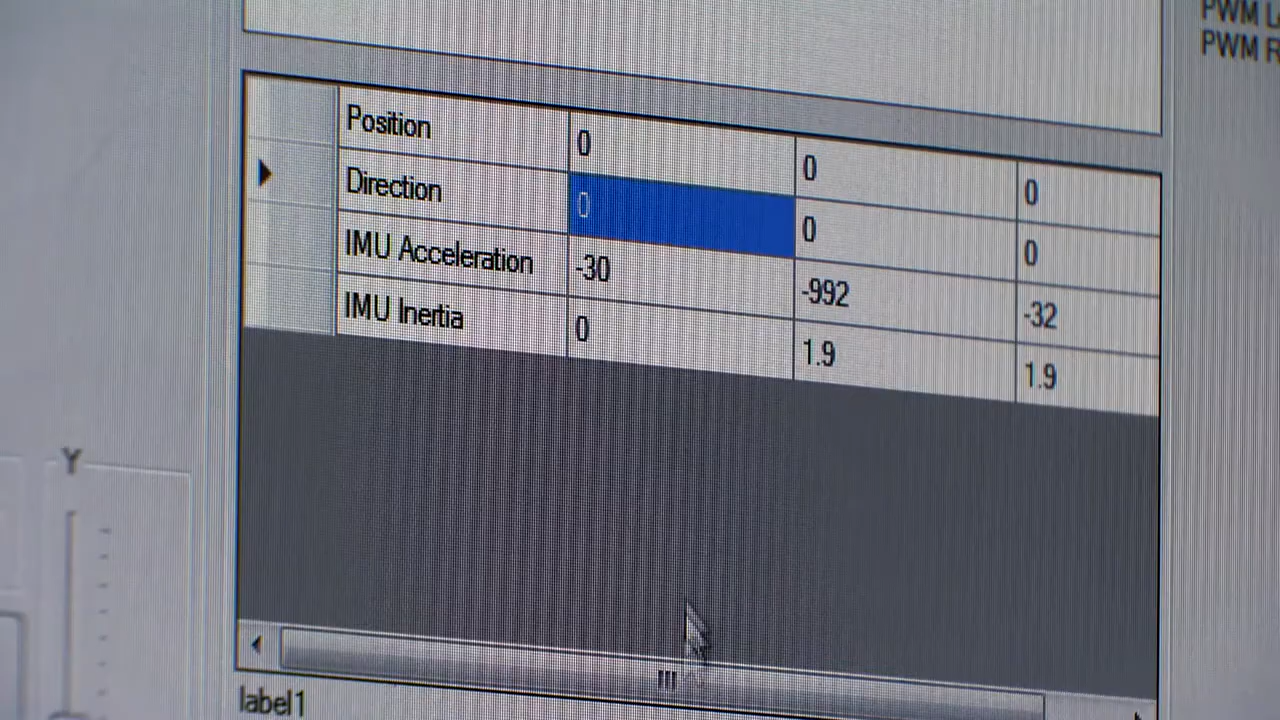 PWM
PWM R
Position 0 0 0
Direction 0 0 0
IMU Acceleration -30 -992 -32
IMU Inertia 0 1.9 1.9
Y
label1